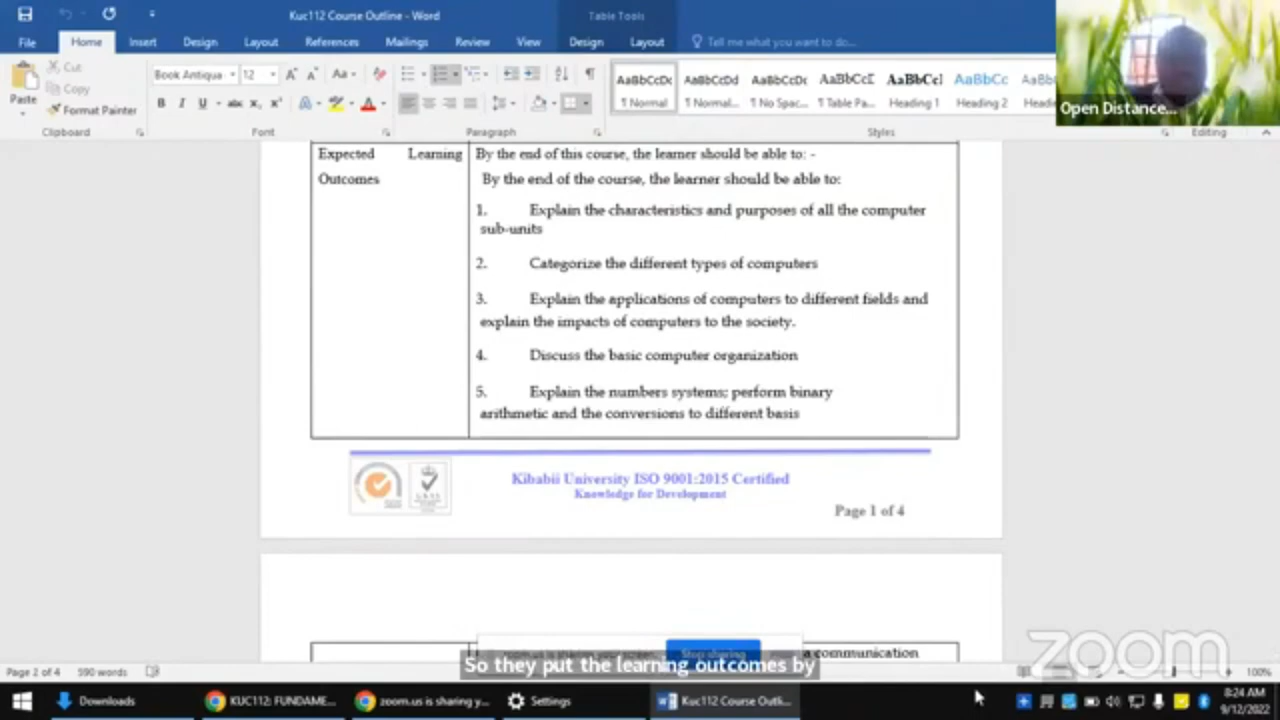 Kuc112 Course Outline - Word
Table Tools
File Home Insert Design Layout References Mailings Review View Design Layout Tell me what you want to do...
Paste
Cut
Copy
Format Painter
Book Antiqua 12
AaBbCcDc AaBbCcDd AaBbCcDc AaBbCcD AaBbCcI AaBbCc AaBb
¶ Normal ¶ Normal... ¶ No Spac... ¶ Table Pa... Heading 1 Heading 2 Head
Clipboard Font Paragraph Styles Editing
Open Distance...
Expected Learning
Outcomes
By the end of this course, the learner should be able to: -
By the end of the course, the learner should be able to:
1. Explain the characteristics and purposes of all the computer
sub-units
2. Categorize the different types of computers
3. Explain the applications of computers to different fields and
explain the impacts of computers to the society.
4. Discuss the basic computer organization
5. Explain the numbers systems; perform binary
arithmetic and the conversions to different basis
Kibabii University ISO 9001:2015 Certified
Knowledge for Development
Page 1 of 4
zoom.us is sharing your screen. Stop sharing
a communication
So they put the learning outcomes by
zoom
Page 2 of 4 590 words
100%
Downloads
KUC112: FUNDAME...
zoom.us is sharing y...
Settings
Kuc112 Course Outli...
8:24 AM
9/12/2022